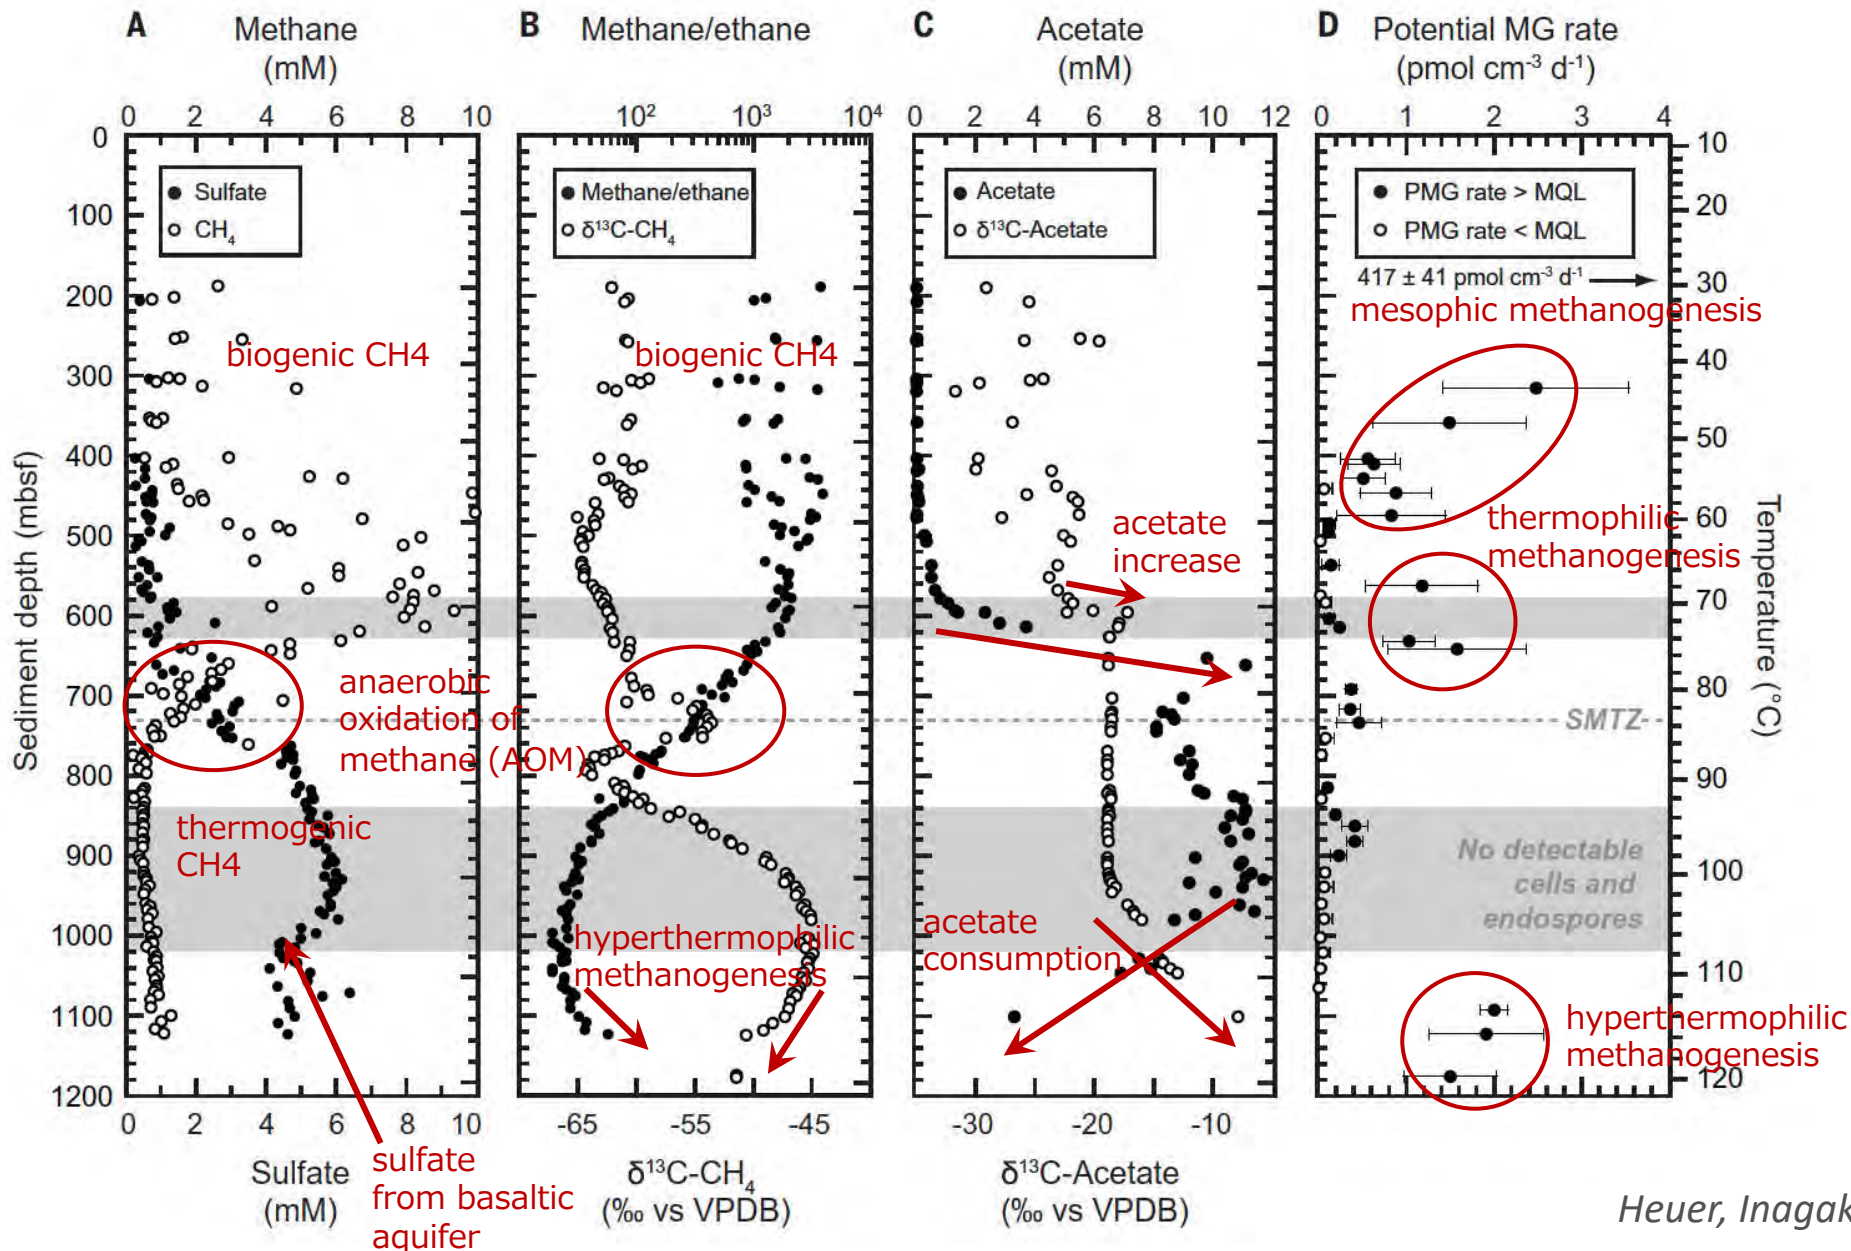 A Methane
(mM)
0 2 4 6 8 10
B Methane/ethane
10² 10³ 10⁴
C Acetate
(mM)
0 2 4 6 8 10 12
D Potential MG rate
(pmol cm⁻³ d⁻¹)
0 1 2 3 4
Sediment depth (mbsf)
0
100
200
300
400
500
600
700
800
900
1000
1100
1200
Sulfate
CH₄
biogenic CH4
anaerobic
oxidation of
methane (AOM)
thermogenic
CH4
0 2 4 6 8 10
Sulfate
(mM)
sulfate
from basaltic
aquifer
Methane/ethane
δ¹³C-CH₄
biogenic CH4
hyperthermophilic
methanogenesis
-65 -55 -45
δ¹³C-CH₄
(‰ vs VPDB)
Acetate
δ¹³C-Acetate
acetate
increase
acetate
consumption
-30 -20 -10
δ¹³C-Acetate
(‰ vs VPDB)
PMG rate > MQL
PMG rate < MQL
417 ± 41 pmol cm⁻³ d⁻¹
mesophic methanogenesis
thermophilic
methanogenesis
SMTZ
No detectable
cells and
endospores
hyperthermophilic
methanogenesis
10
20
30
40
50
60
70
80
90
100
110
120
Temperature (°C)
Heuer, Inagak